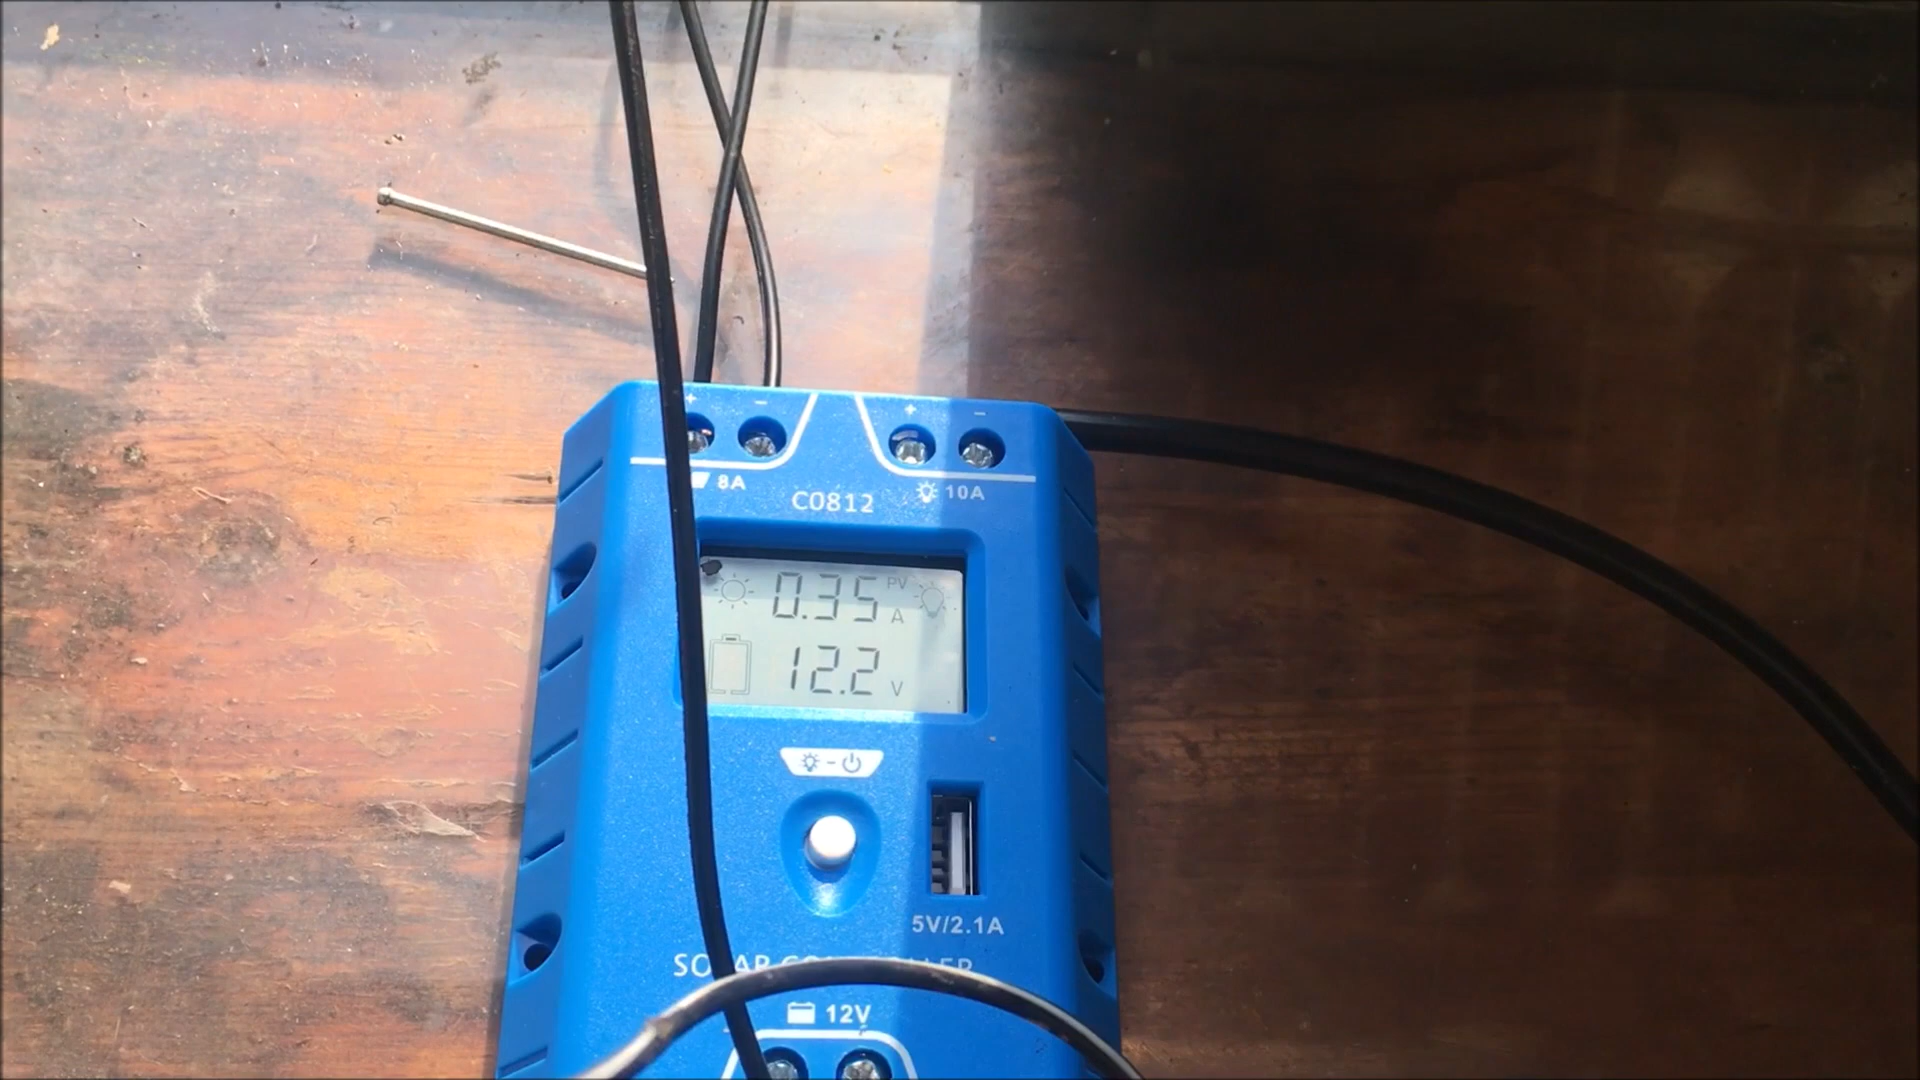 + − + −
8A
10A
C0812
0.35 PV A
12.2 V
5V/2.1A
12V